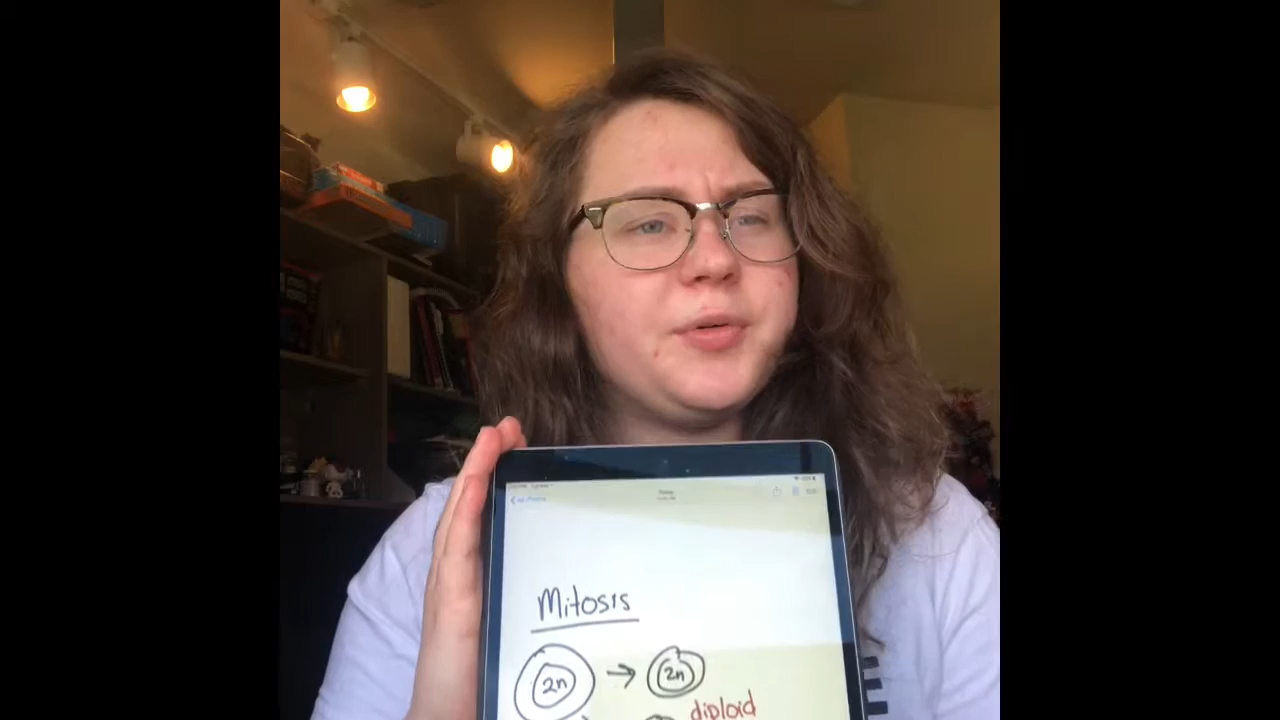 Mitosis
2n → 2n
diploid